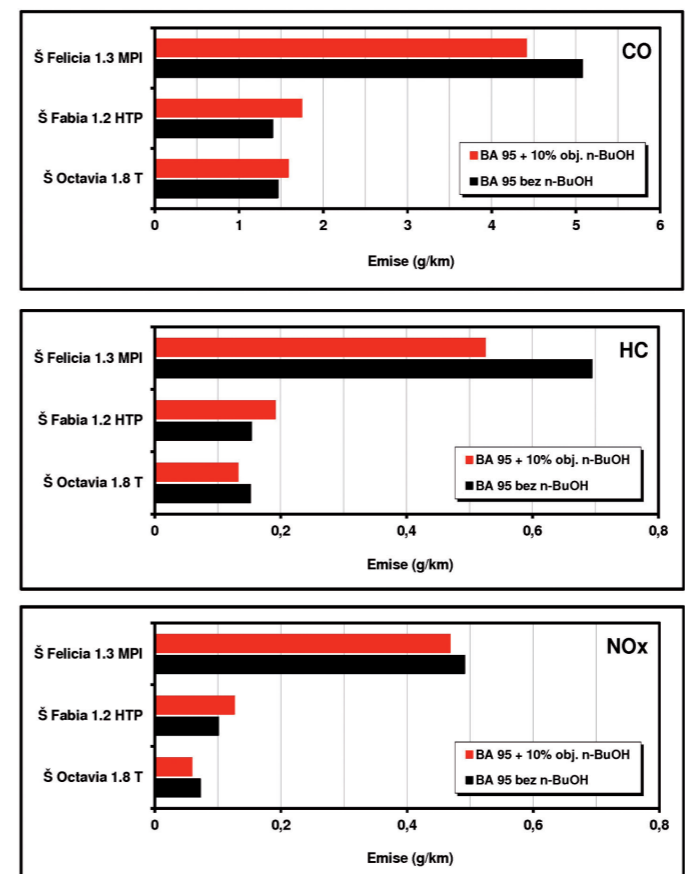 CO
Š Felicia 1.3 MPI
Š Fabia 1.2 HTP
Š Octavia 1.8 T
BA 95 + 10% obj. n-BuOH
BA 95 bez n-BuOH
0 1 2 3 4 5 6
Emise (g/km)
HC
Š Felicia 1.3 MPI
Š Fabia 1.2 HTP
Š Octavia 1.8 T
BA 95 + 10% obj. n-BuOH
BA 95 bez n-BuOH
0 0,2 0,4 0,6 0,8
Emise (g/km)
NOx
Š Felicia 1.3 MPI
Š Fabia 1.2 HTP
Š Octavia 1.8 T
BA 95 + 10% obj. n-BuOH
BA 95 bez n-BuOH
0 0,2 0,4 0,6 0,8
Emise (g/km)